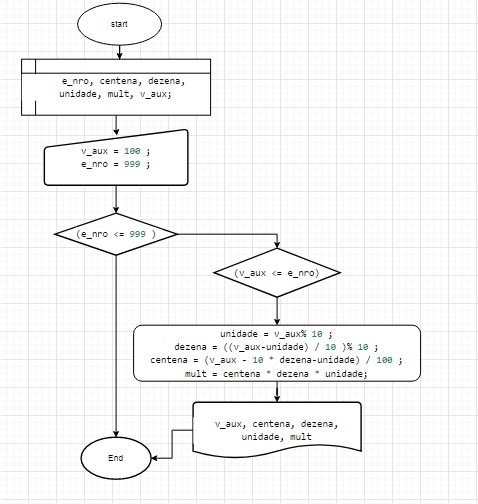 start
e_nro, centena, dezena,
unidade, mult, v_aux;
v_aux = 100 ;
e_nro = 999 ;
(e_nro <= 999 )
(v_aux <= e_nro)
unidade = v_aux% 10 ;
dezena = ((v_aux-unidade) / 10 )% 10 ;
centena = (v_aux - 10 * dezena-unidade) / 100 ;
mult = centena * dezena * unidade;
v_aux, centena, dezena,
unidade, mult
End